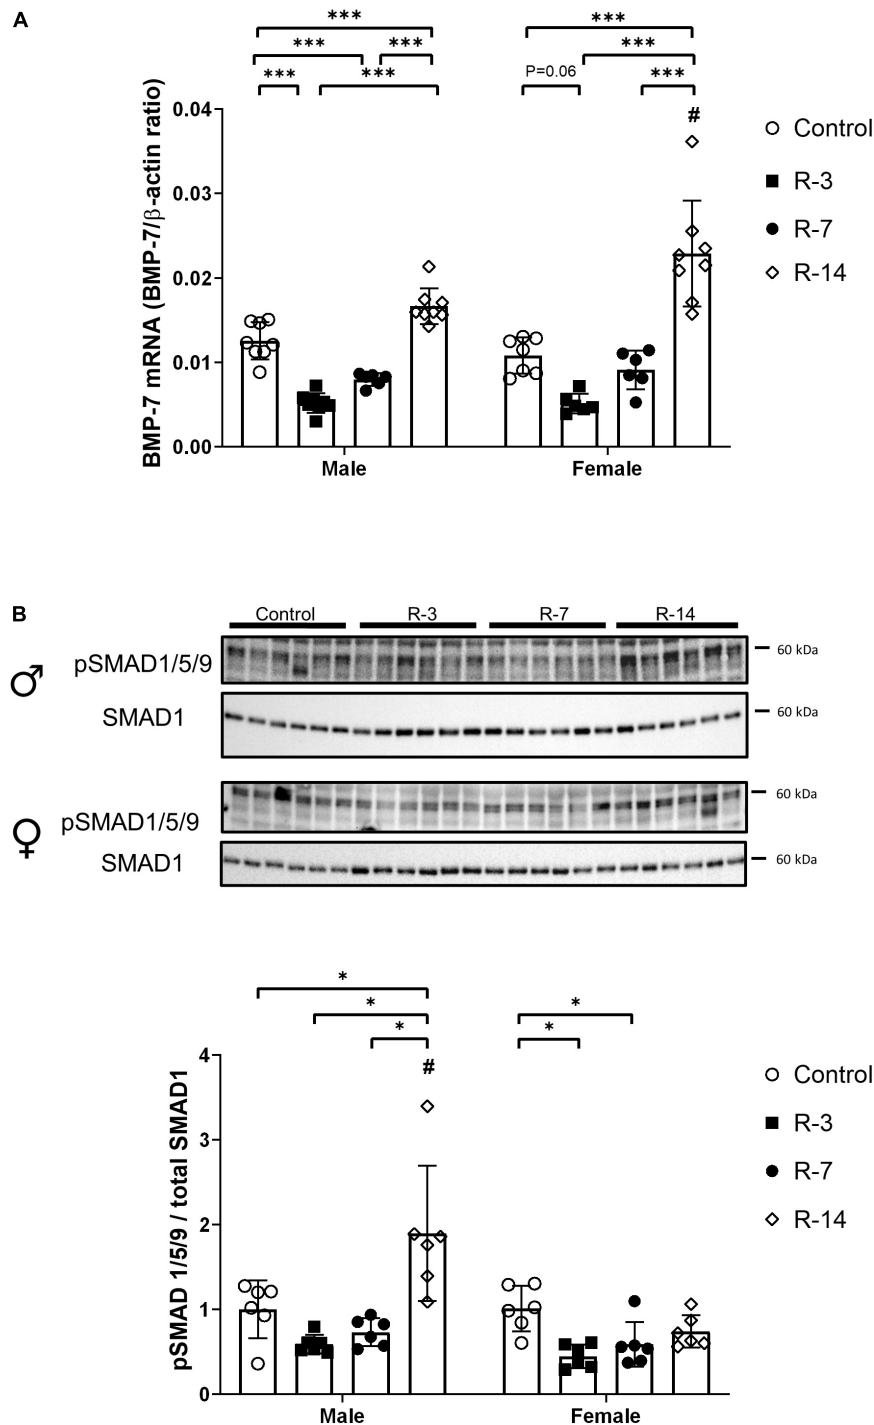 A
***
***
*** ***
*** ***
***
***
P=0.06 ***
#
BMP-7 mRNA (BMP-7/β-actin ratio)
0.04
0.03
0.02
0.01
0.00
Male Female
Control
R-3
R-7
R-14
B
Control R-3 R-7 R-14
♂
pSMAD1/5/9 60 kDa
SMAD1 60 kDa
♀
pSMAD1/5/9 60 kDa
SMAD1 60 kDa
*
* *
* *
#
pSMAD 1/5/9 / total SMAD1
4
3
2
1
0
Male Female
Control
R-3
R-7
R-14